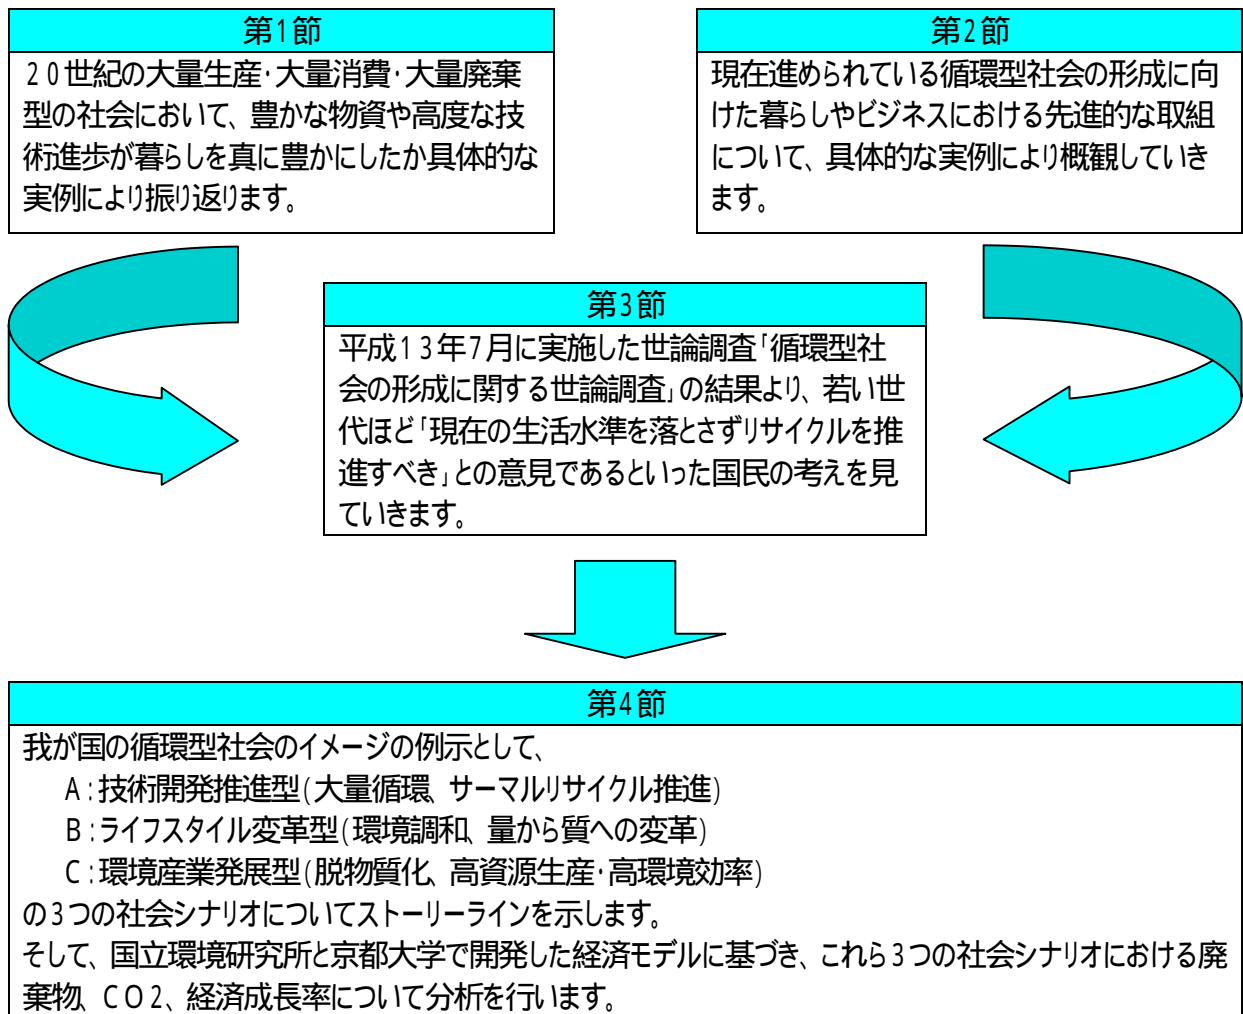 第1節
20世紀の大量生産・大量消費・大量廃棄
型の社会において、豊かな物資や高度な技
術進歩が暮らしを真に豊かにしたか具体的な
実例により振り返ります。
第2節
現在進められている循環型社会の形成に向
けた暮らしやビジネスにおける先進的な取組
について、具体的な実例により概観していき
ます。
第3節
平成13年7月に実施した世論調査「循環型社
会の形成に関する世論調査」の結果より、若い世
代ほど「現在の生活水準を落とさずリサイクルを推
進すべき」との意見であるといった国民の考えを見
ていきます。
第4節
我が国の循環型社会のイメージの例示として、
A:技術開発推進型(大量循環、サーマルリサイクル推進)
B:ライフスタイル変革型(環境調和、量から質への変革)
C:環境産業発展型(脱物質化、高資源生産・高環境効率)
の3つの社会シナリオについてストーリーラインを示します。
そして、国立環境研究所と京都大学で開発した経済モデルに基づき、これら3つの社会シナリオにおける廃
棄物、CO2、経済成長率について分析を行います。